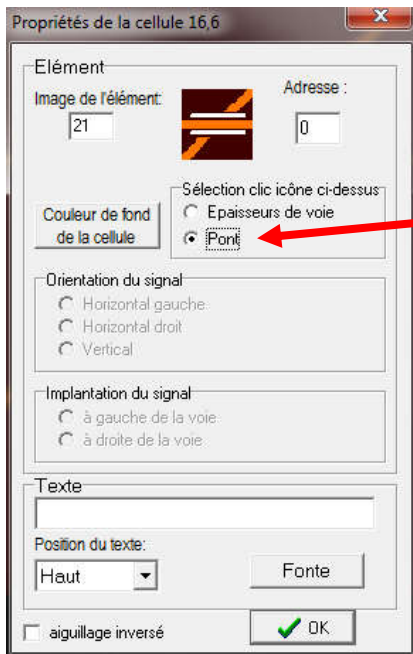 Propriétés de la cellule 16,6
Elément
Image de l'élément:
Adresse :
21
0
Couleur de fond
de la cellule
Sélection clic icône ci-dessus
Epaisseurs de voie
Pont
Orientation du signal
Horizontal gauche
Horizontal droit
Vertical
Implantation du signal
à gauche de la voie
à droite de la voie
Texte
Position du texte:
Haut
Fonte
aiguillage inversé
OK